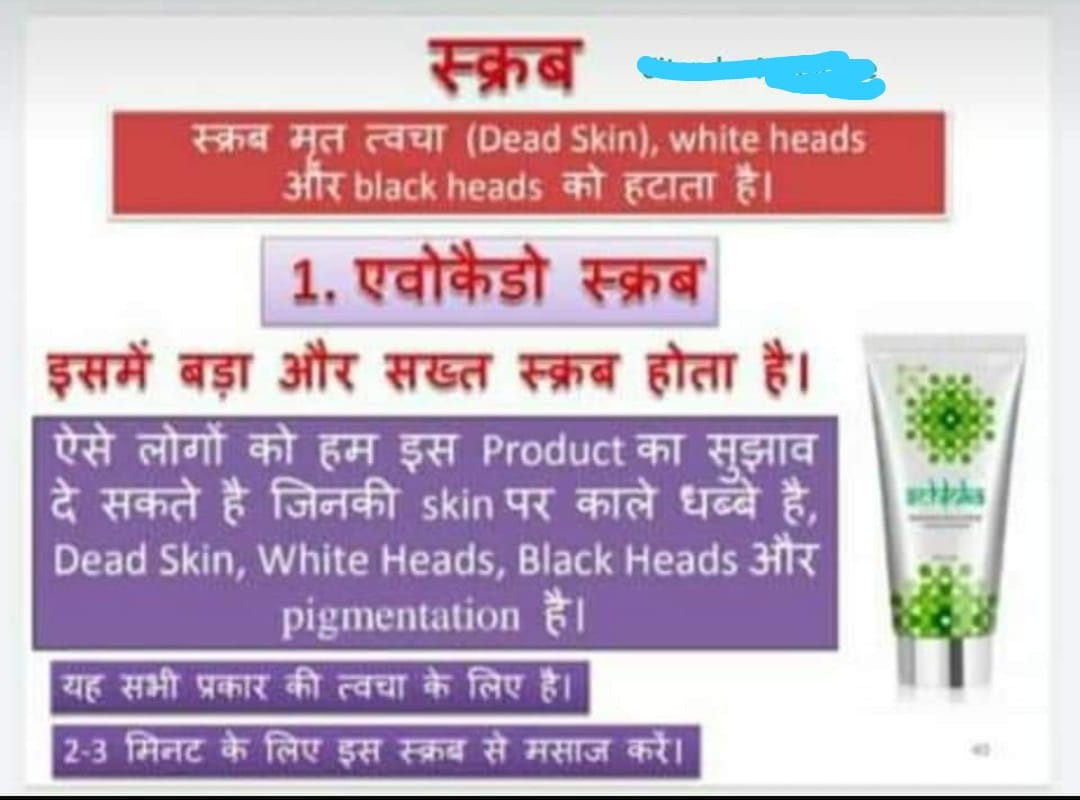 स्क्रब
स्क्रब मृत त्वचा (Dead Skin), white heads
और black heads को हटाता है।
1. एवोकैडो स्क्रब
इसमें बड़ा और सख्त स्क्रब होता है।
ऐसे लोगों को हम इस Product का सुझाव
दे सकते है जिनकी skin पर काले धब्बे है,
Dead Skin, White Heads, Black Heads और
pigmentation है।
यह सभी प्रकार की त्वचा के लिए है।
2-3 मिनट के लिए इस स्क्रब से मसाज करें।